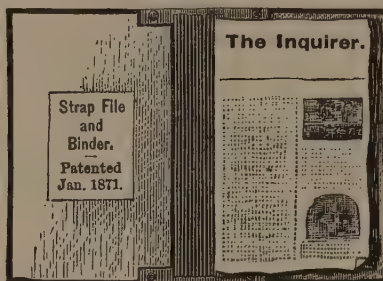 Strap File
and
Binder.
Patented
Jan. 1871.
The Inquirer.